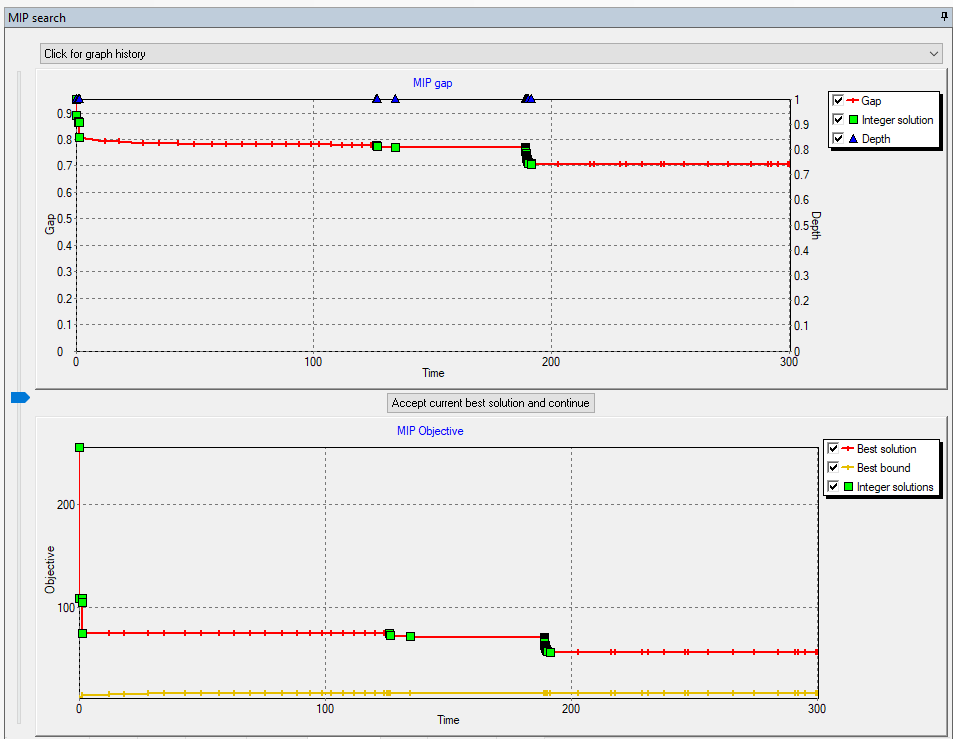 MIP search
Click for graph history
MIP gap
0.9
0.8
0.7
0.6
0.5
0.4
0.3
0.2
0.1
0
Gap
1
0.9
0.8
0.7
0.6
0.5
0.4
0.3
0.2
0.1
0
Depth
0 100 200 300
Time
Gap
Integer solution
Depth
Accept current best solution and continue
MIP Objective
200
100
Objective
0 100 200 300
Time
Best solution
Best bound
Integer solutions